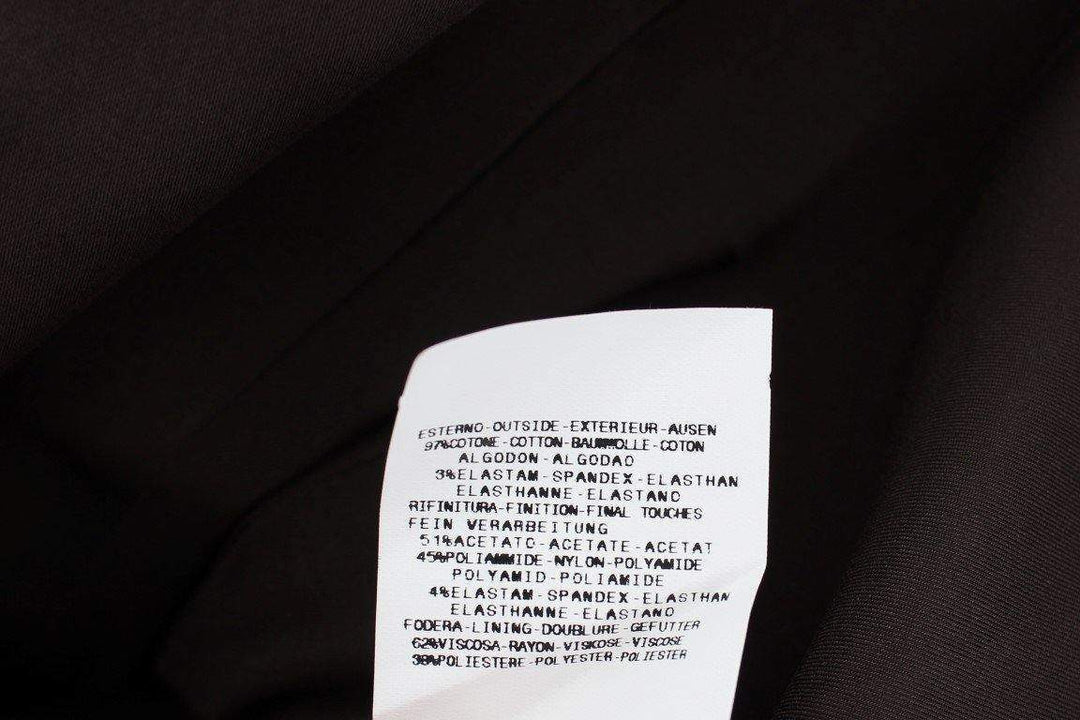 ESTERNO-OUTSIDE-EXTERIEUR-AUSEN
97%COTONE-COTTON-BAUMWOLLE-COTON
ALGODON-ALGODAO
3%ELASTAM-SPANDEX-ELASTHAN
ELASTHANNE-ELASTANO
RIFINITURA-FINITION-FINAL TOUCHES
FEIN VERARBEITUNG
51%ACETATO-ACETATE-ACETAT
45%POLIAMMIDE-NYLON-POLYAMIDE
POLYAMID-POLIAMIDE
4%ELASTAM-SPANDEX-ELASTHAN
ELASTHANNE-ELASTANO
FODERA-LINING-DOUBLURE-GEFUTTER
62%VISCOSA-RAYON-VISKOSE-VISCOSE
38%POLIESTERE-POLYESTER-POLIESTER